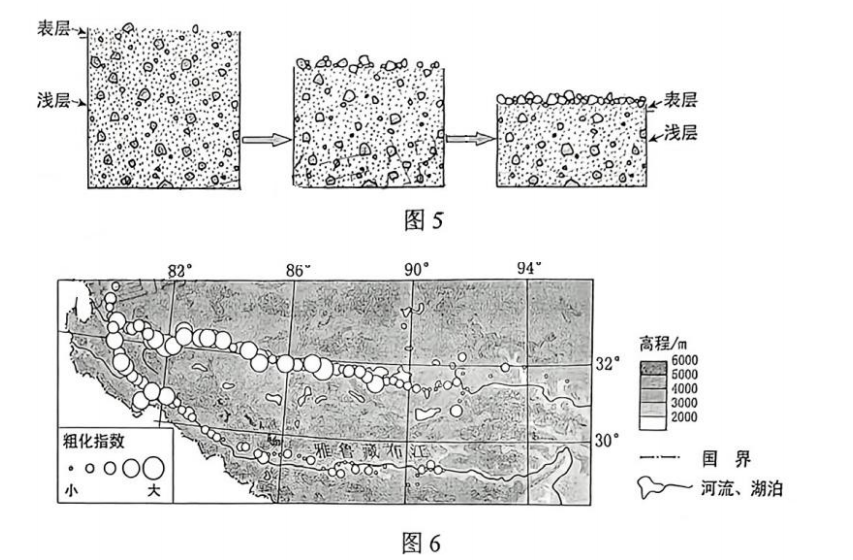 表层
浅层
表层
浅层
图 5
82° 86° 90° 94°
高程/m
6000
5000
4000
3000
2000
32°
30°
雅鲁藏布江
粗化指数
小 大
国 界
河流、湖泊
图 6